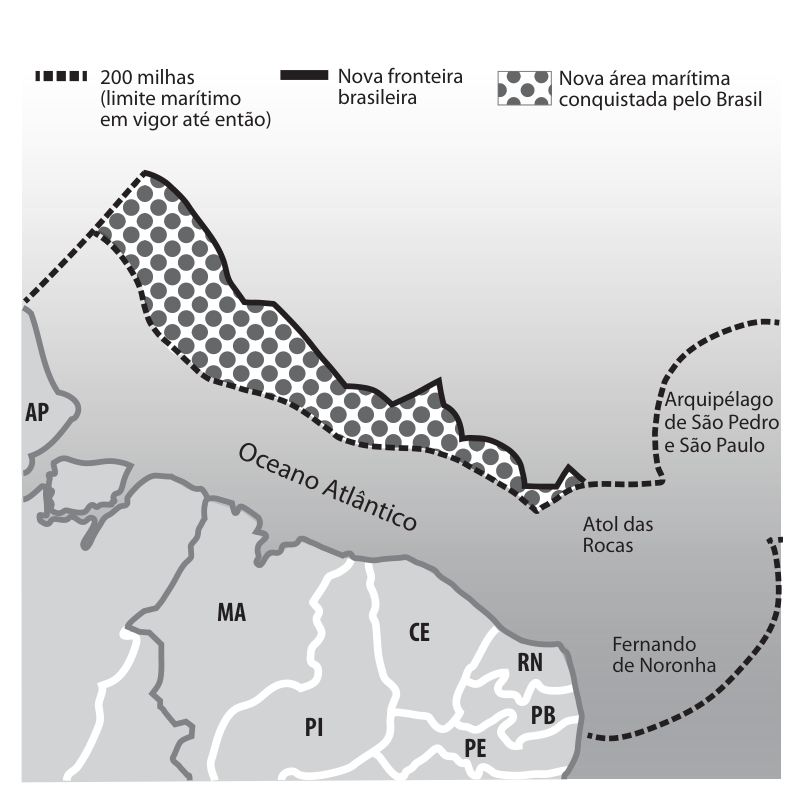 200 milhas
(limite marítimo
em vigor até então)
Nova fronteira
brasileira
Nova área marítima
conquistada pelo Brasil
Arquipélago
de São Pedro
e São Paulo
AP
Oceano Atlântico
Atol das
Rocas
MA
CE
Fernando
de Noronha
RN
PB
PI
PE